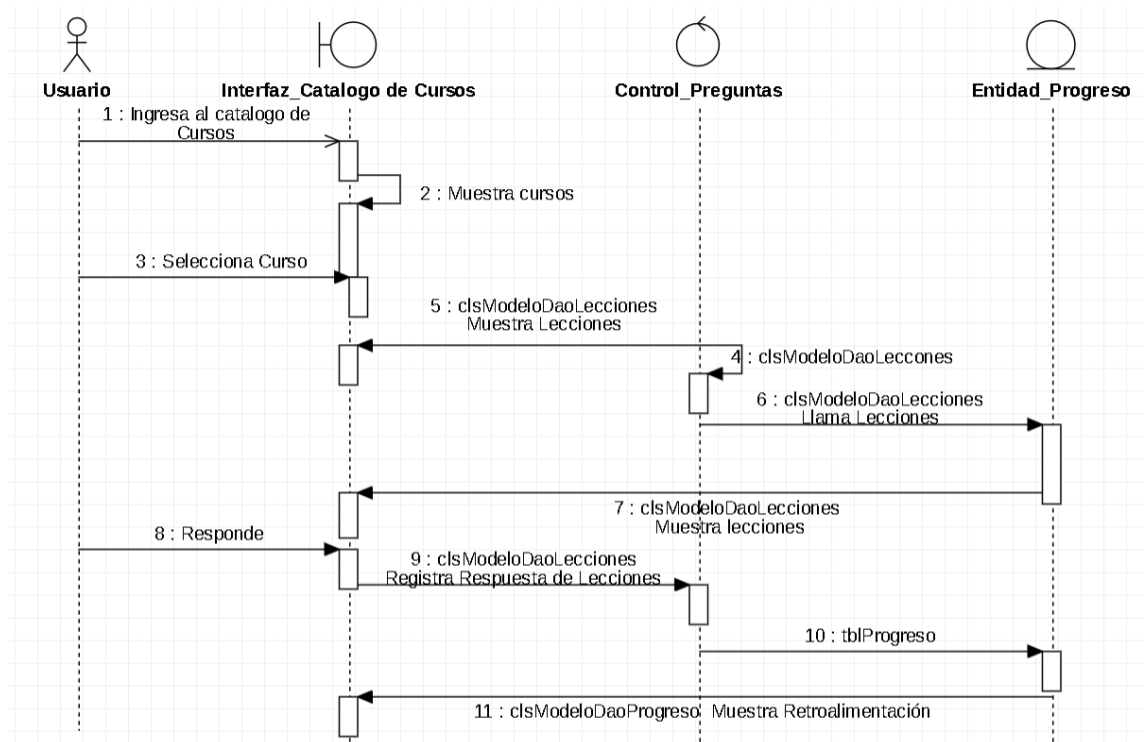 Usuario
Interfaz_Catalogo de Cursos
Control_Preguntas
Entidad_Progreso
1 : Ingresa al catalogo de
Cursos
2 : Muestra cursos
3 : Selecciona Curso
5 : clsModeloDaoLecciones
Muestra Lecciones
4 : clsModeloDaoLeccones
6 : clsModeloDaoLecciones
Llama Lecciones
7 : clsModeloDaoLecciones
Muestra lecciones
8 : Responde
9 : clsModeloDaoLecciones
Registra Respuesta de Lecciones
10 : tblProgreso
11 : clsModeloDaoProgreso Muestra Retroalimentación